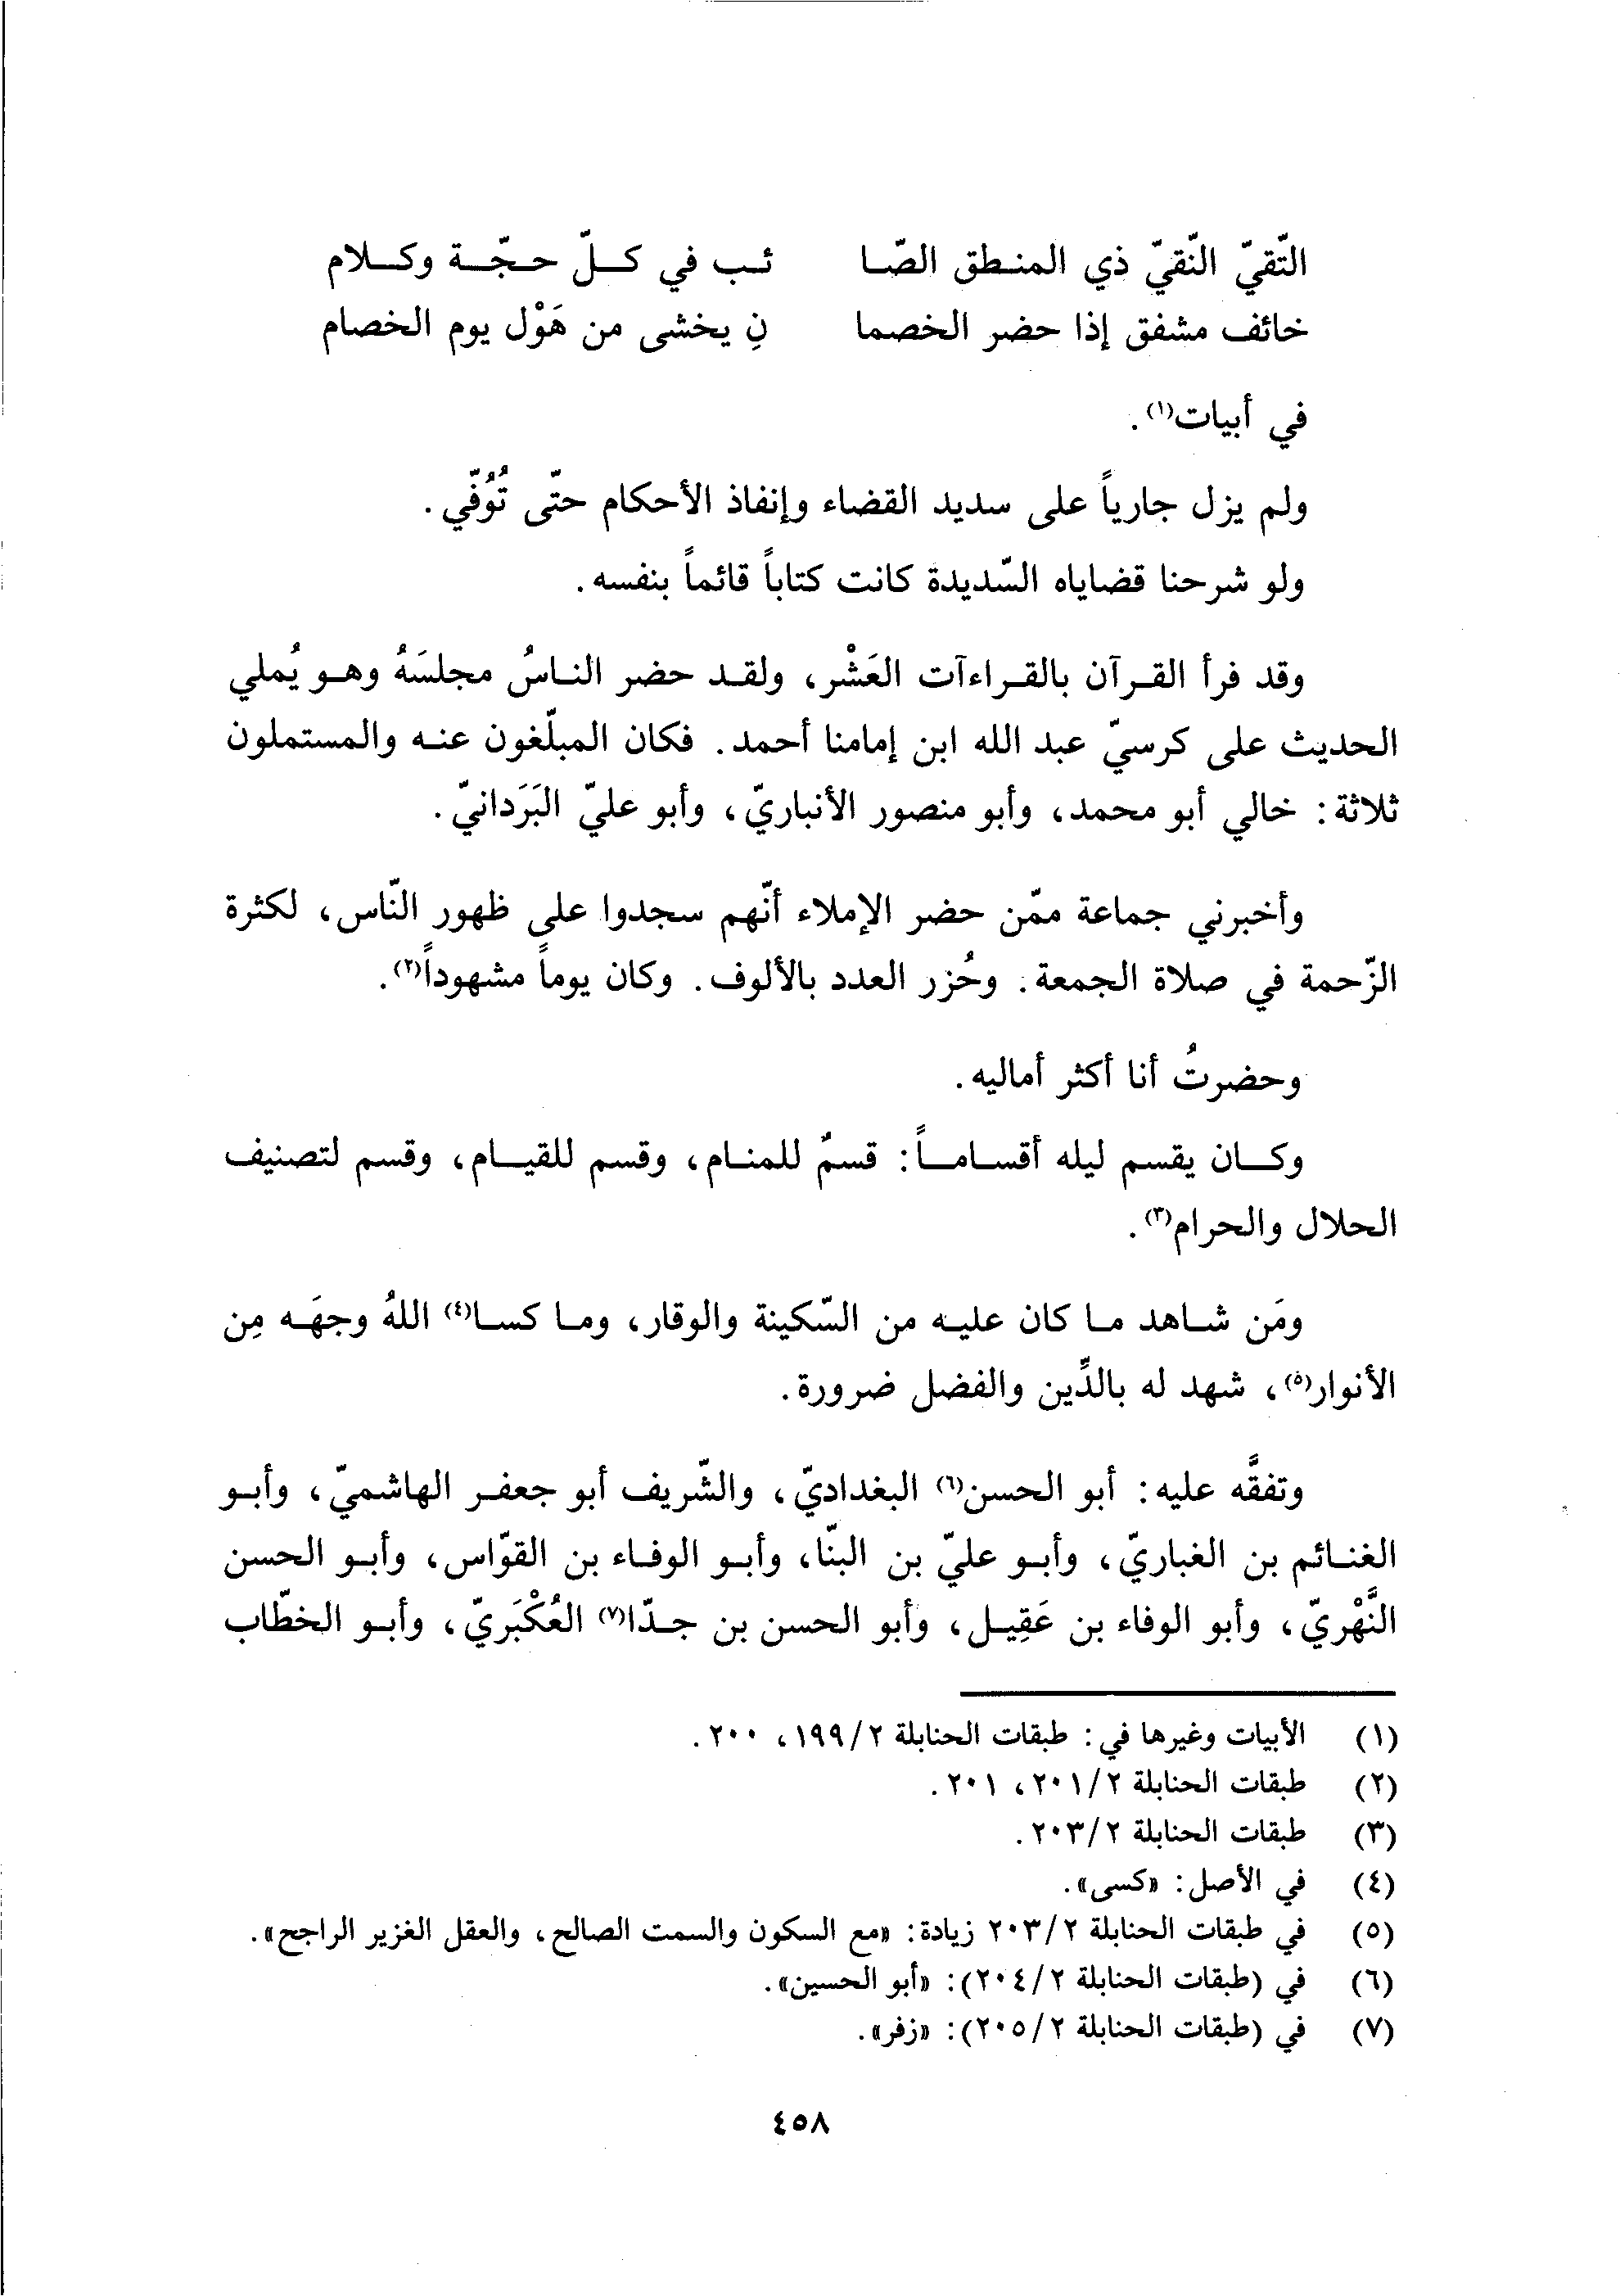 التّقيّ النّقيّ ذي المنطق الصّا ئب في كلّ حجّة وكلام
خائف مشفق إذا حضر الخصما نِ يخشى من هَوْل يوم الخصام
في أبيات(١).
ولم يزل جارياً على سديد القضاء وإنفاذ الأحكام حتّى تُوُفّي.
ولو شرحنا قضاياه السّديدة كانت كتاباً قائماً بنفسه.
وقد فرأ القرآن بالقراءآت العَشْر، ولقد حضر الناسُ مجلسَهُ وهو يُملي
الحديث على كرسيّ عبد الله ابن إمامنا أحمد. فكان المبلّغون عنه والمستملون
ثلاثة: خالي أبو محمد، وأبو منصور الأنباريّ، وأبو عليّ البَرَدانيّ.
وأخبرني جماعة ممّن حضر الإملاء أنّهم سجدوا على ظهور النّاس، لكثرة
الزّحمة في صلاة الجمعة. وحُزر العدد بالألوف. وكان يوماً مشهوداً(٢).
وحضرتُ أنا أكثر أماليه.
وكان يقسم ليله أقساماً: قسمٌ للمنام، وقسم للقيام، وقسم لتصنيف
الحلال والحرام(٣).
ومَن شاهد ما كان عليه من السّكينة والوقار، وما كسا(٤) اللهُ وجهَه مِن
الأنوار(٥)، شهد له بالدِّين والفضل ضرورة.
وتفقَّه عليه: أبو الحسن(٦) البغداديّ، والشّريف أبو جعفر الهاشميّ، وأبو
الغنائم بن الغباريّ، وأبو عليّ بن البنّا، وأبو الوفاء بن القوّاس، وأبو الحسن
النَّهْريّ، وأبو الوفاء بن عَقِيل، وأبو الحسن بن جدّا(٧) العُكْبَريّ، وأبو الخطّاب
(١) الأبيات وغيرها في: طبقات الحنابلة ١٩٩/٢، ٢٠٠.
(٢) طبقات الحنابلة ٢٠١/٢، ٢٠١.
(٣) طبقات الحنابلة ٢٠٣/٢.
(٤) في الأصل: «كسى».
(٥) في طبقات الحنابلة ٢٠٣/٢ زيادة: «مع السكون والسمت الصالح، والعقل الغزير الراجح».
(٦) في (طبقات الحنابلة ٢٠٤/٢): «أبو الحسين».
(٧) في (طبقات الحنابلة ٢٠٥/٢): «زفر».
٤٥٨